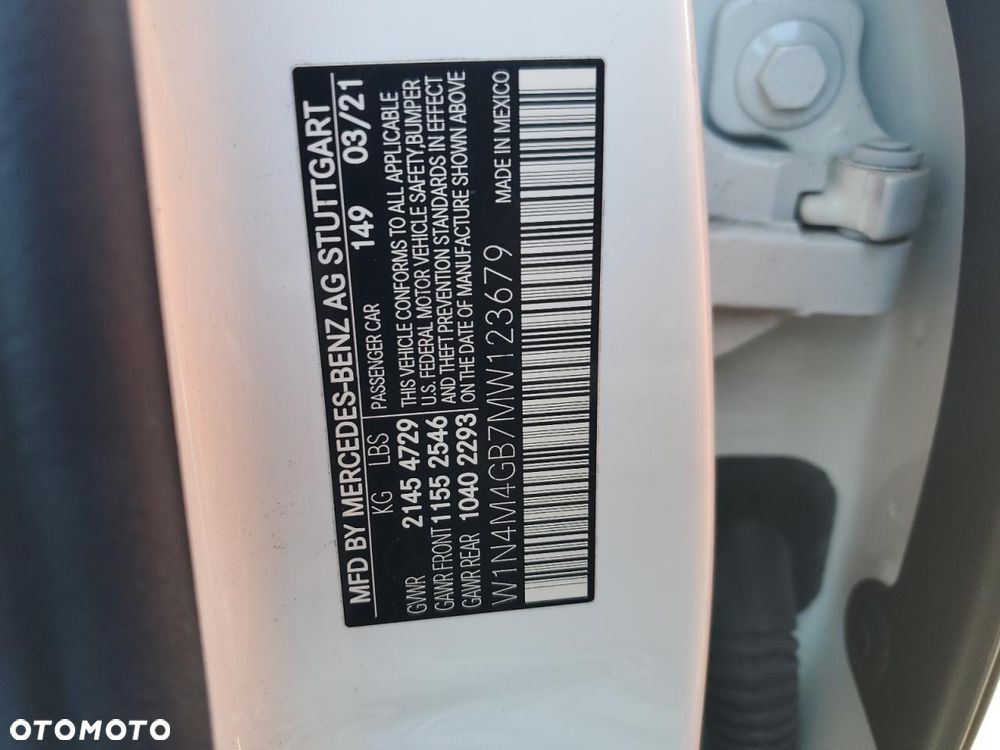 MFD BY MERCEDES-BENZ AG STUTTGART
149 03/21
KG LBS
GVWR 2145 4729
GAWR FRONT 1155 2546
GAWR REAR 1040 2293
PASSENGER CAR
THIS VEHICLE CONFORMS TO ALL APPLICABLE
U.S. FEDERAL MOTOR VEHICLE SAFETY, BUMPER
AND THEFT PREVENTION STANDARDS IN EFFECT
ON THE DATE OF MANUFACTURE SHOWN ABOVE
W1N4M4GB7MW123679 MADE IN MEXICO
OTOMOTO